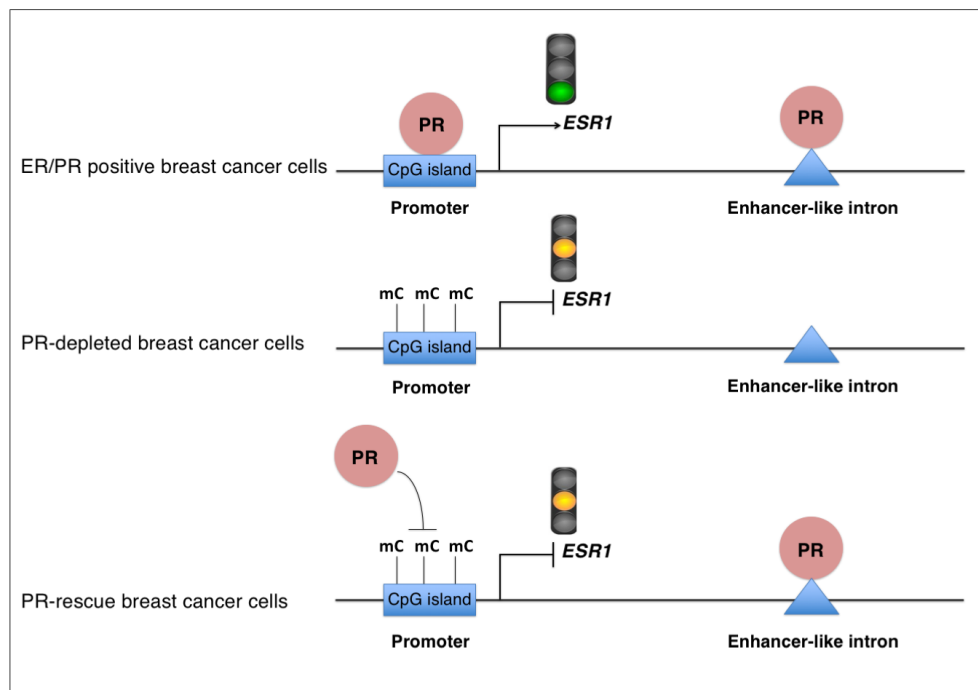 PR
PR
ESR1
ER/PR positive breast cancer cells
CpG island
Promoter
Enhancer-like intron
mC mC mC
ESR1
PR-depleted breast cancer cells
CpG island
Promoter
Enhancer-like intron
PR
mC mC mC
ESR1
PR
PR-rescue breast cancer cells
CpG island
Promoter
Enhancer-like intron